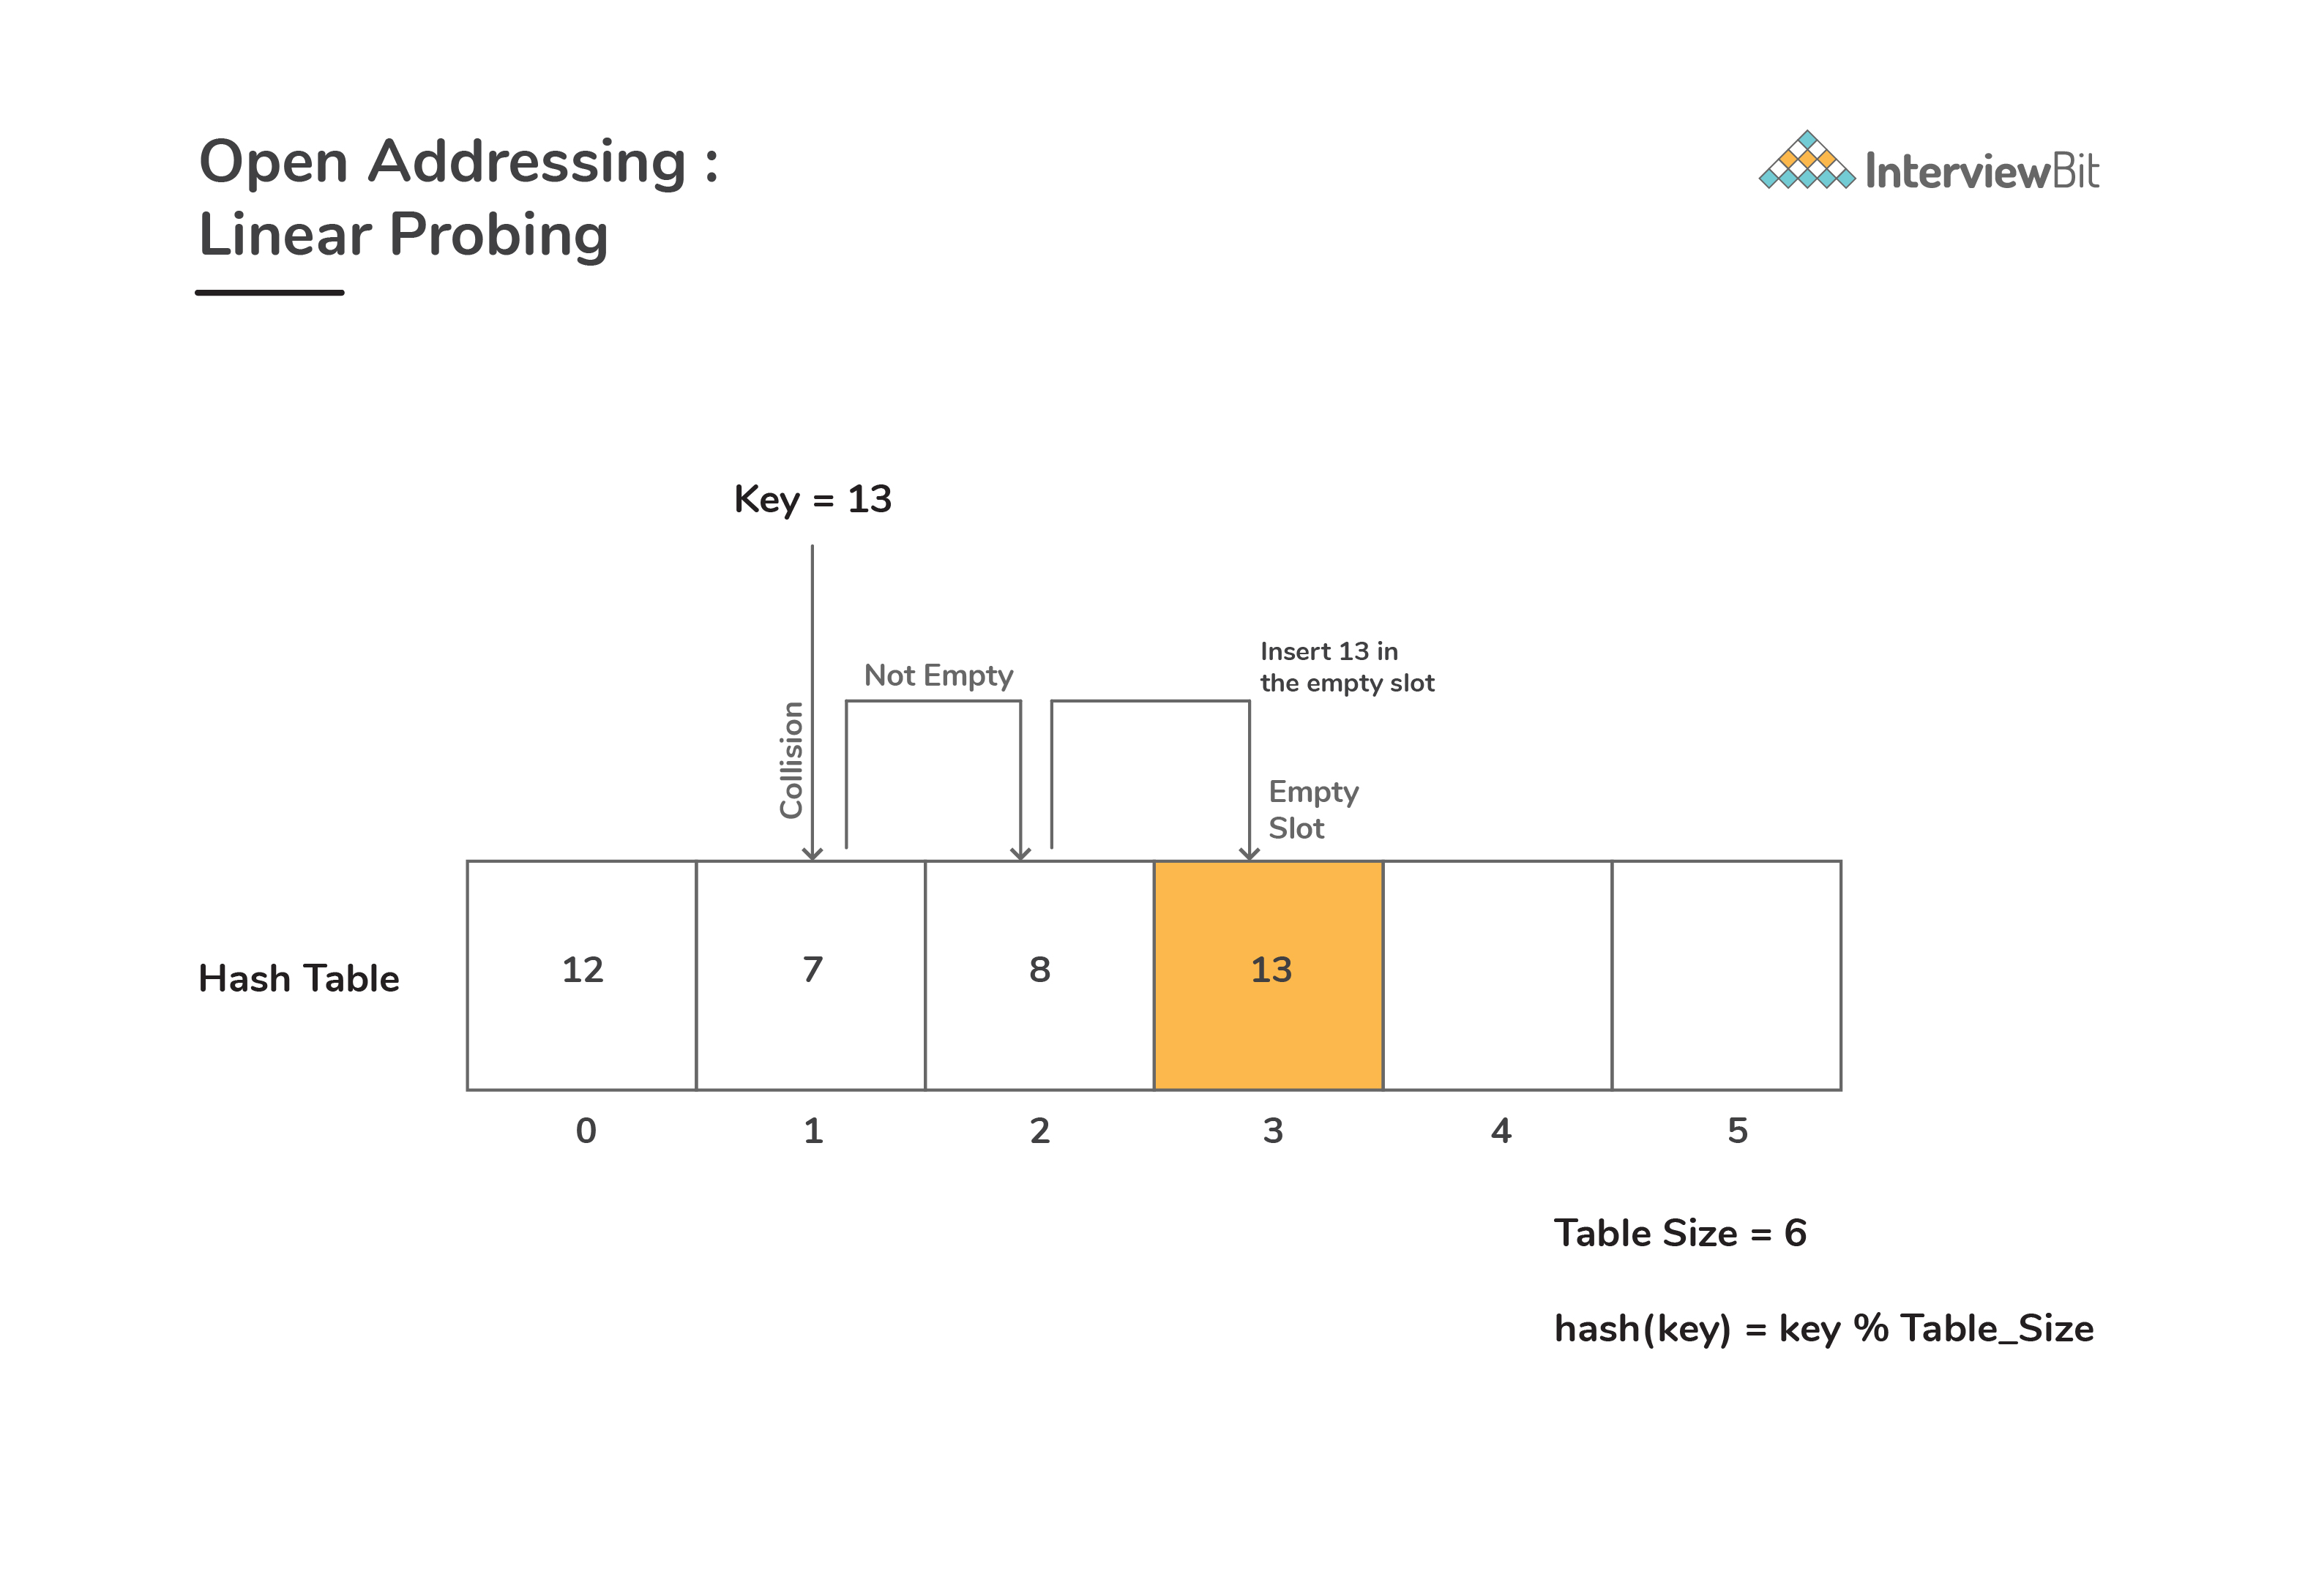 Open Addressing :
Linear Probing
InterviewBit
Key = 13
Collision
Not Empty
Insert 13 in
the empty slot
Empty
Slot
Hash Table
12 7 8 13
0 1 2 3 4 5
Table Size = 6
hash(key) = key % Table_Size